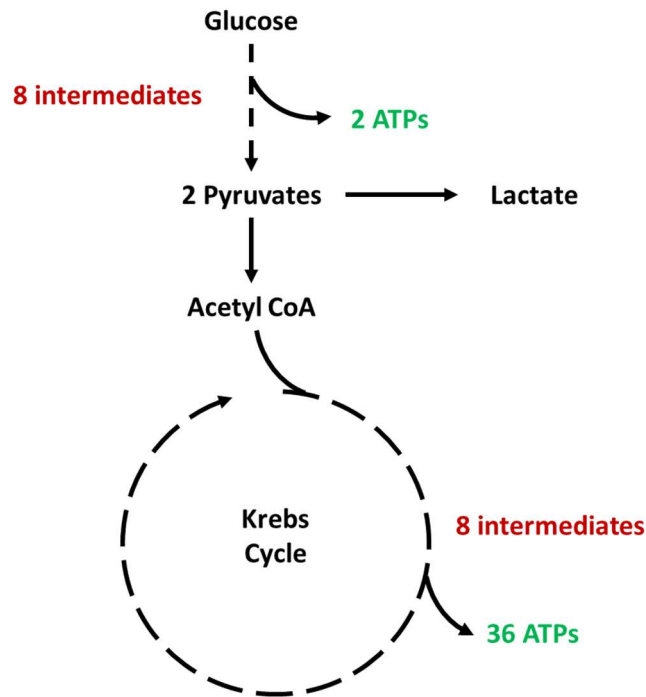 Glucose
8 intermediates
2 ATPs
2 Pyruvates
Lactate
Acetyl CoA
Krebs
Cycle
8 intermediates
36 ATPs